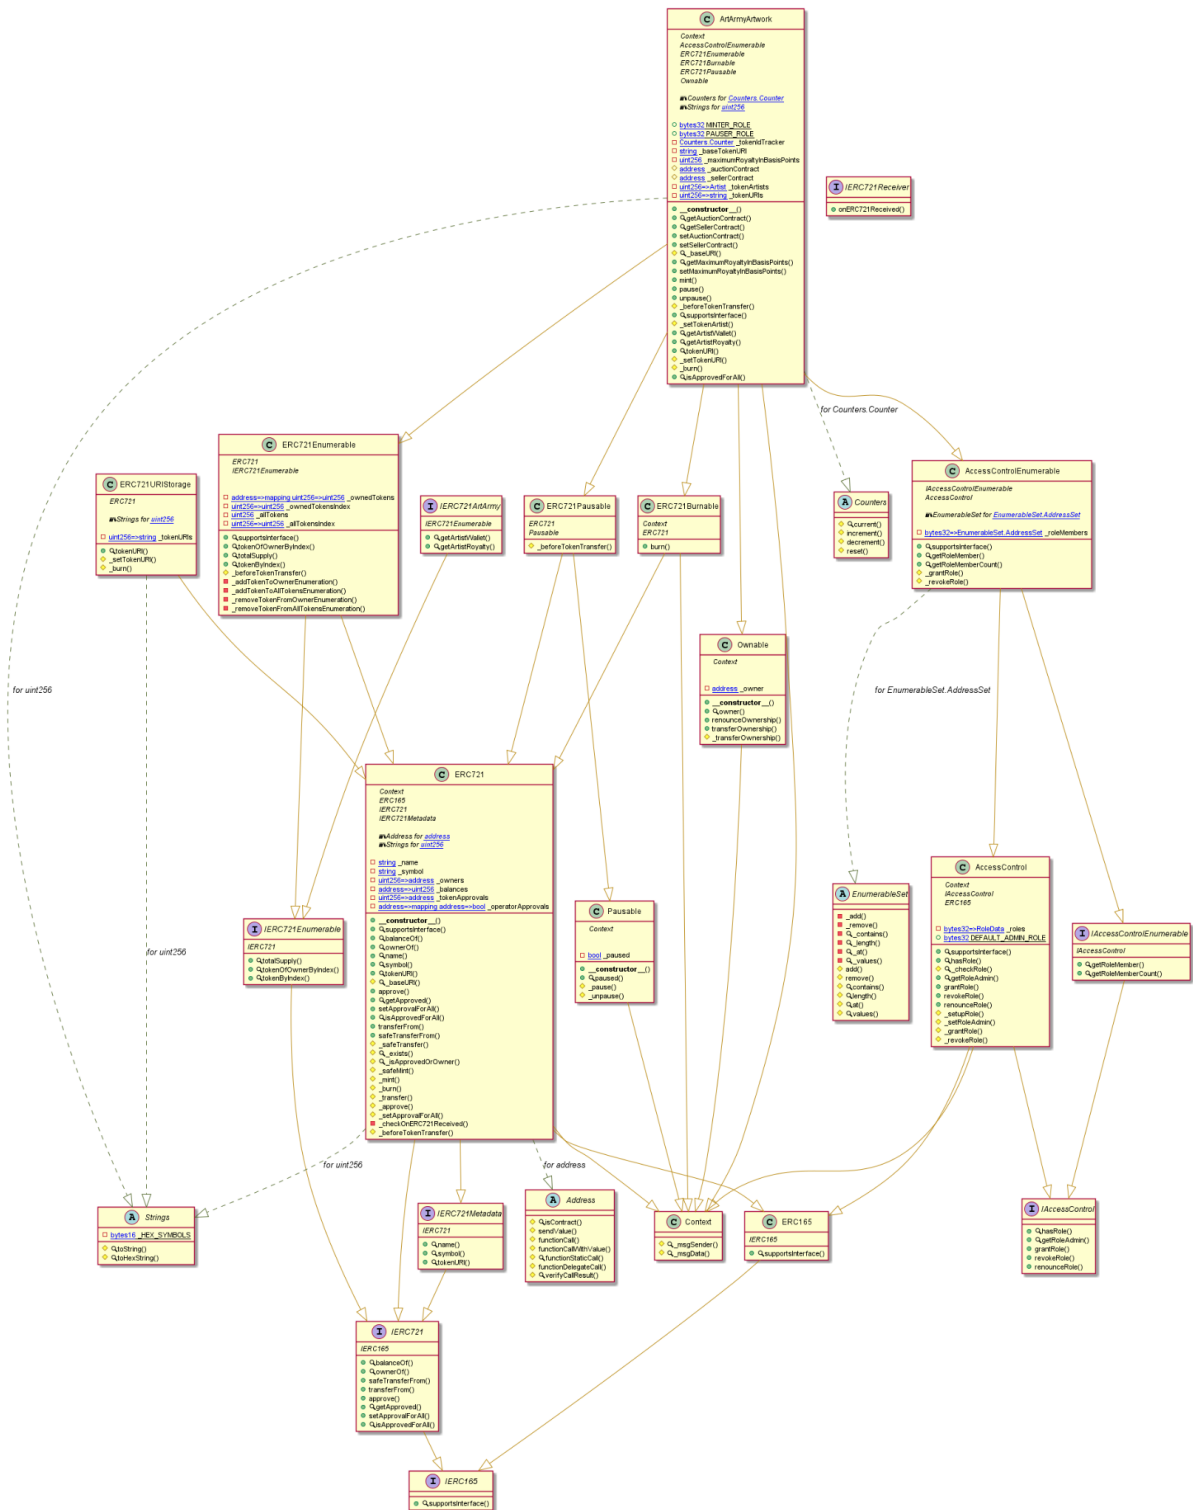 C ArtArmyArtwork
Context
AccessControlEnumerable
ERC721Enumerable
ERC721Burnable
ERC721Pausable
Ownable
Counters for Counters.Counter
Strings for uint256
bytes32 MINTER_ROLE
bytes32 PAUSER_ROLE
Counters.Counter _tokenIdTracker
string _baseTokenURI
uint256 _maximumRoyaltyInBasisPoints
address _auctionContract
address _sellerContract
uint256=>Artist _tokenArtists
uint256=>string _tokenURIs
__constructor__()
getAuctionContract()
getSellerContract()
setAuctionContract()
setSellerContract()
_baseURI()
getMaximumRoyaltyInBasisPoints()
setMaximumRoyaltyInBasisPoints()
mint()
pause()
unpause()
_beforeTokenTransfer()
supportsInterface()
_setTokenArtist()
getArtistWallet()
getArtistRoyalty()
tokenURI()
_setTokenURI()
_burn()
isApprovedForAll()
I IERC721Receiver
onERC721Received()
for Counters.Counter
C ERC721URIStorage
ERC721
Strings for uint256
uint256=>string _tokenURIs
tokenURI()
_setTokenURI()
_burn()
C ERC721Enumerable
ERC721
IERC721Enumerable
address=>mapping uint256=>uint256 _ownedTokens
uint256=>uint256 _ownedTokensIndex
uint256 _allTokens
uint256=>uint256 _allTokensIndex
supportsInterface()
tokenOfOwnerByIndex()
totalSupply()
tokenByIndex()
_beforeTokenTransfer()
_addTokenToOwnerEnumeration()
_addTokenToAllTokensEnumeration()
_removeTokenFromOwnerEnumeration()
_removeTokenFromAllTokensEnumeration()
I IERC721ArtArmy
IERC721Enumerable
getArtistWallet()
getArtistRoyalty()
C ERC721Pausable
ERC721
Pausable
_beforeTokenTransfer()
C ERC721Burnable
Context
ERC721
burn()
A Counters
current()
increment()
decrement()
reset()
C AccessControlEnumerable
IAccessControlEnumerable
AccessControl
EnumerableSet for EnumerableSet.AddressSet
bytes32=>EnumerableSet.AddressSet _roleMembers
supportsInterface()
getRoleMember()
getRoleMemberCount()
_grantRole()
_revokeRole()
C Ownable
Context
address _owner
__constructor__()
owner()
renounceOwnership()
transferOwnership()
_transferOwnership()
for uint256
for EnumerableSet.AddressSet
C ERC721
Context
ERC165
IERC721
IERC721Metadata
Address for address
Strings for uint256
string _name
string _symbol
uint256=>address _owners
address=>uint256 _balances
uint256=>address _tokenApprovals
address=>mapping address=>bool _operatorApprovals
__constructor__()
supportsInterface()
balanceOf()
ownerOf()
name()
symbol()
tokenURI()
_baseURI()
approve()
getApproved()
setApprovalForAll()
isApprovedForAll()
transferFrom()
safeTransferFrom()
_safeTransfer()
_exists()
_isApprovedOrOwner()
_safeMint()
_mint()
_burn()
_transfer()
_approve()
_setApprovalForAll()
_checkOnERC721Received()
_beforeTokenTransfer()
I IERC721Enumerable
IERC721
totalSupply()
tokenOfOwnerByIndex()
tokenByIndex()
for uint256
C Pausable
Context
bool _paused
__constructor__()
paused()
_pause()
_unpause()
A EnumerableSet
_add()
_remove()
_contains()
_length()
_at()
_values()
add()
remove()
contains()
length()
at()
values()
C AccessControl
Context
IAccessControl
ERC165
bytes32=>RoleData _roles
bytes32 DEFAULT_ADMIN_ROLE
supportsInterface()
hasRole()
_checkRole()
getRoleAdmin()
grantRole()
revokeRole()
renounceRole()
_setupRole()
_setRoleAdmin()
_grantRole()
_revokeRole()
I IAccessControlEnumerable
IAccessControl
getRoleMember()
getRoleMemberCount()
for uint256
for address
A Strings
bytes16 _HEX_SYMBOLS
toString()
toHexString()
I IERC721Metadata
IERC721
name()
symbol()
tokenURI()
A Address
isContract()
sendValue()
functionCall()
functionCallWithValue()
functionStaticCall()
functionDelegateCall()
verifyCallResult()
C Context
_msgSender()
_msgData()
C ERC165
IERC165
supportsInterface()
I IAccessControl
hasRole()
getRoleAdmin()
grantRole()
revokeRole()
renounceRole()
I IERC721
IERC165
balanceOf()
ownerOf()
safeTransferFrom()
transferFrom()
approve()
getApproved()
setApprovalForAll()
isApprovedForAll()
I IERC165
supportsInterface()